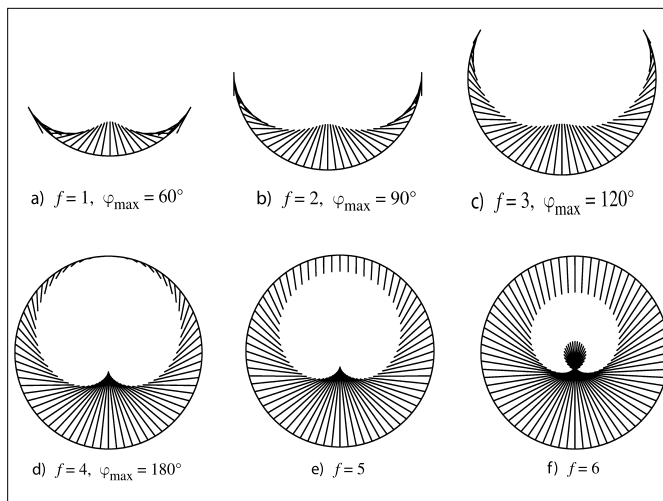 a) f = 1, φmax = 60°
b) f = 2, φmax = 90°
c) f = 3, φmax = 120°
d) f = 4, φmax = 180°
e) f = 5
f) f = 6